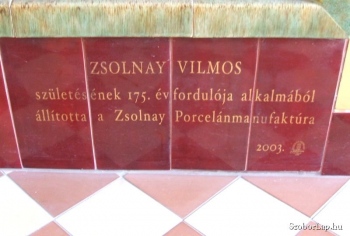 ZSOLNAY VILMOS
születésének 175. évfordulója alkalmából
állította a Zsolnay Porcelánmanufaktúra
2003.
SzoborLap.hu